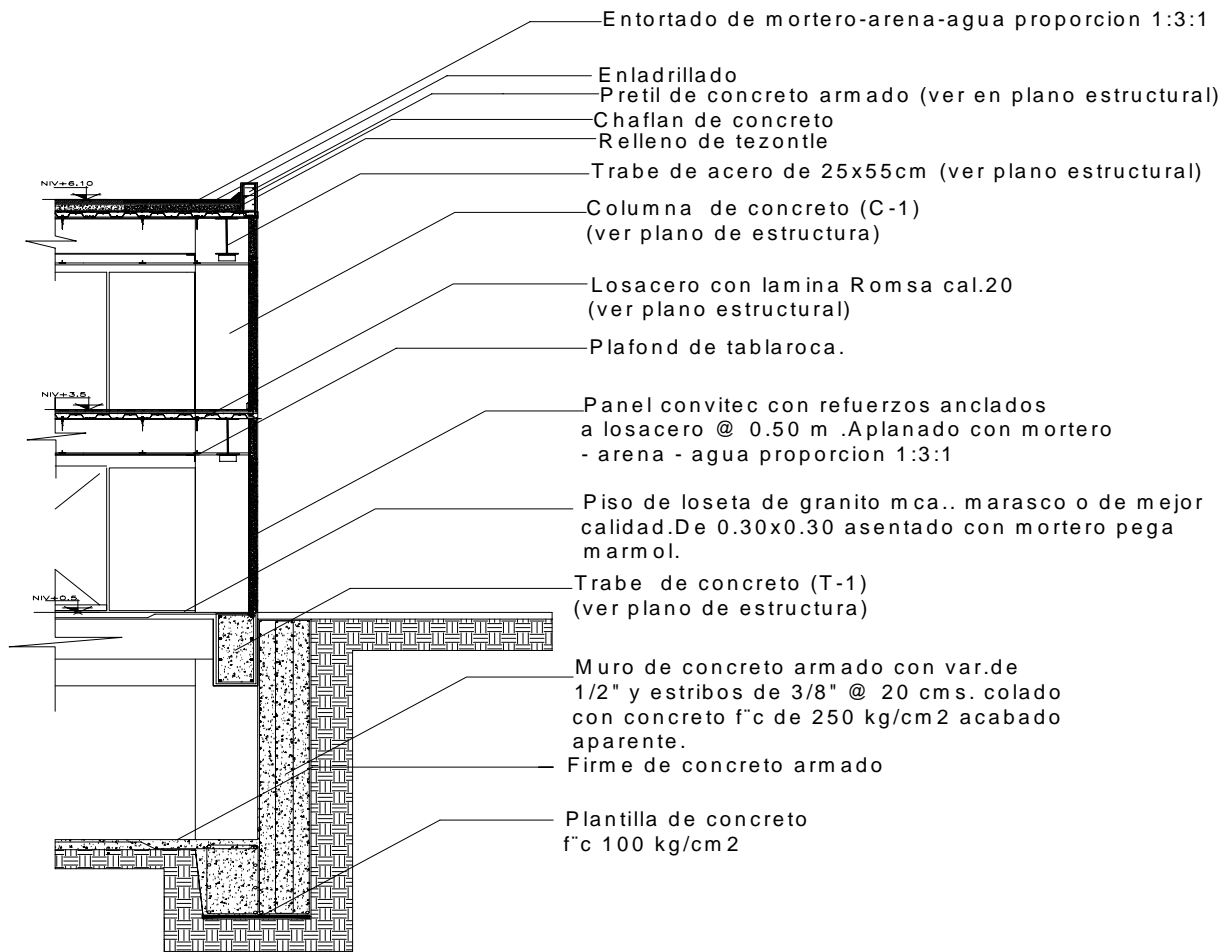 Entortado de mortero-arena-agua proporcion 1:3:1
Enladrillado
Pretil de concreto armado (ver en plano estructural)
Chaflan de concreto
Relleno de tezontle
Trabe de acero de 25x55cm (ver plano estructural)
NIV+6.10
Columna de concreto (C-1)
(ver plano de estructura)
Losacero con lamina Romsa cal.20
(ver plano estructural)
Plafond de tablaroca.
NIV+3.5
Panel convitec con refuerzos anclados
a losacero @ 0.50 m .Aplanado con mortero
- arena - agua proporcion 1:3:1
Piso de loseta de granito mca.. marasco o de mejor
calidad.De 0.30x0.30 asentado con mortero pega
marmol.
Trabe de concreto (T-1)
(ver plano de estructura)
NIV+0.5
Muro de concreto armado con var.de
1/2" y estribos de 3/8" @ 20 cms. colado
con concreto f¨c de 250 kg/cm2 acabado
aparente.
Firme de concreto armado
Plantilla de concreto
f¨c 100 kg/cm2